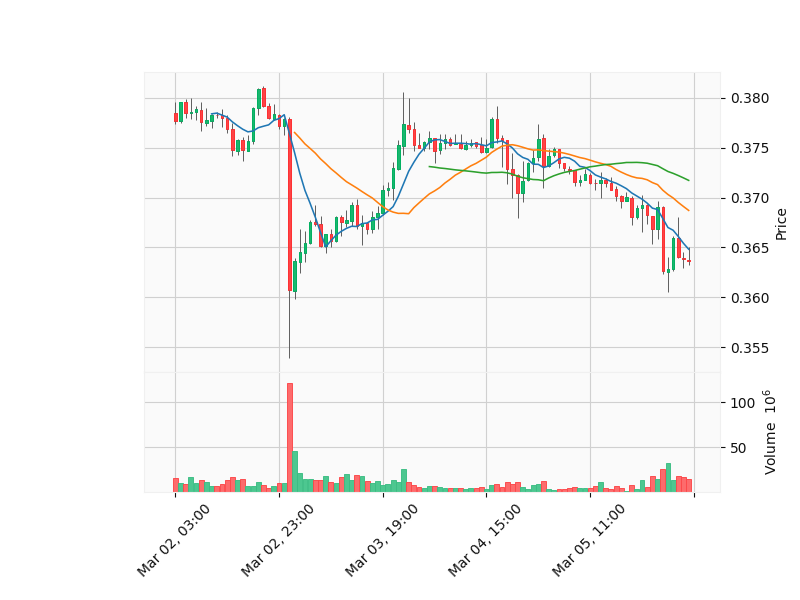 0.380
0.375
0.370
0.365
0.360
0.355
Price
100
50
Volume 10^6
Mar 02, 03:00
Mar 02, 23:00
Mar 03, 19:00
Mar 04, 15:00
Mar 05, 11:00